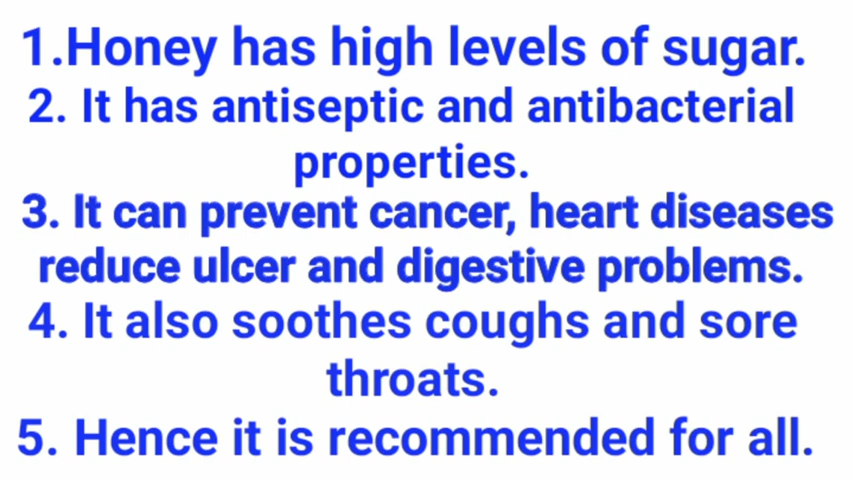 1.Honey has high levels of sugar.
2. It has antiseptic and antibacterial
properties.
3. It can prevent cancer, heart diseases
reduce ulcer and digestive problems.
4. It also soothes coughs and sore
throats.
5. Hence it is recommended for all.